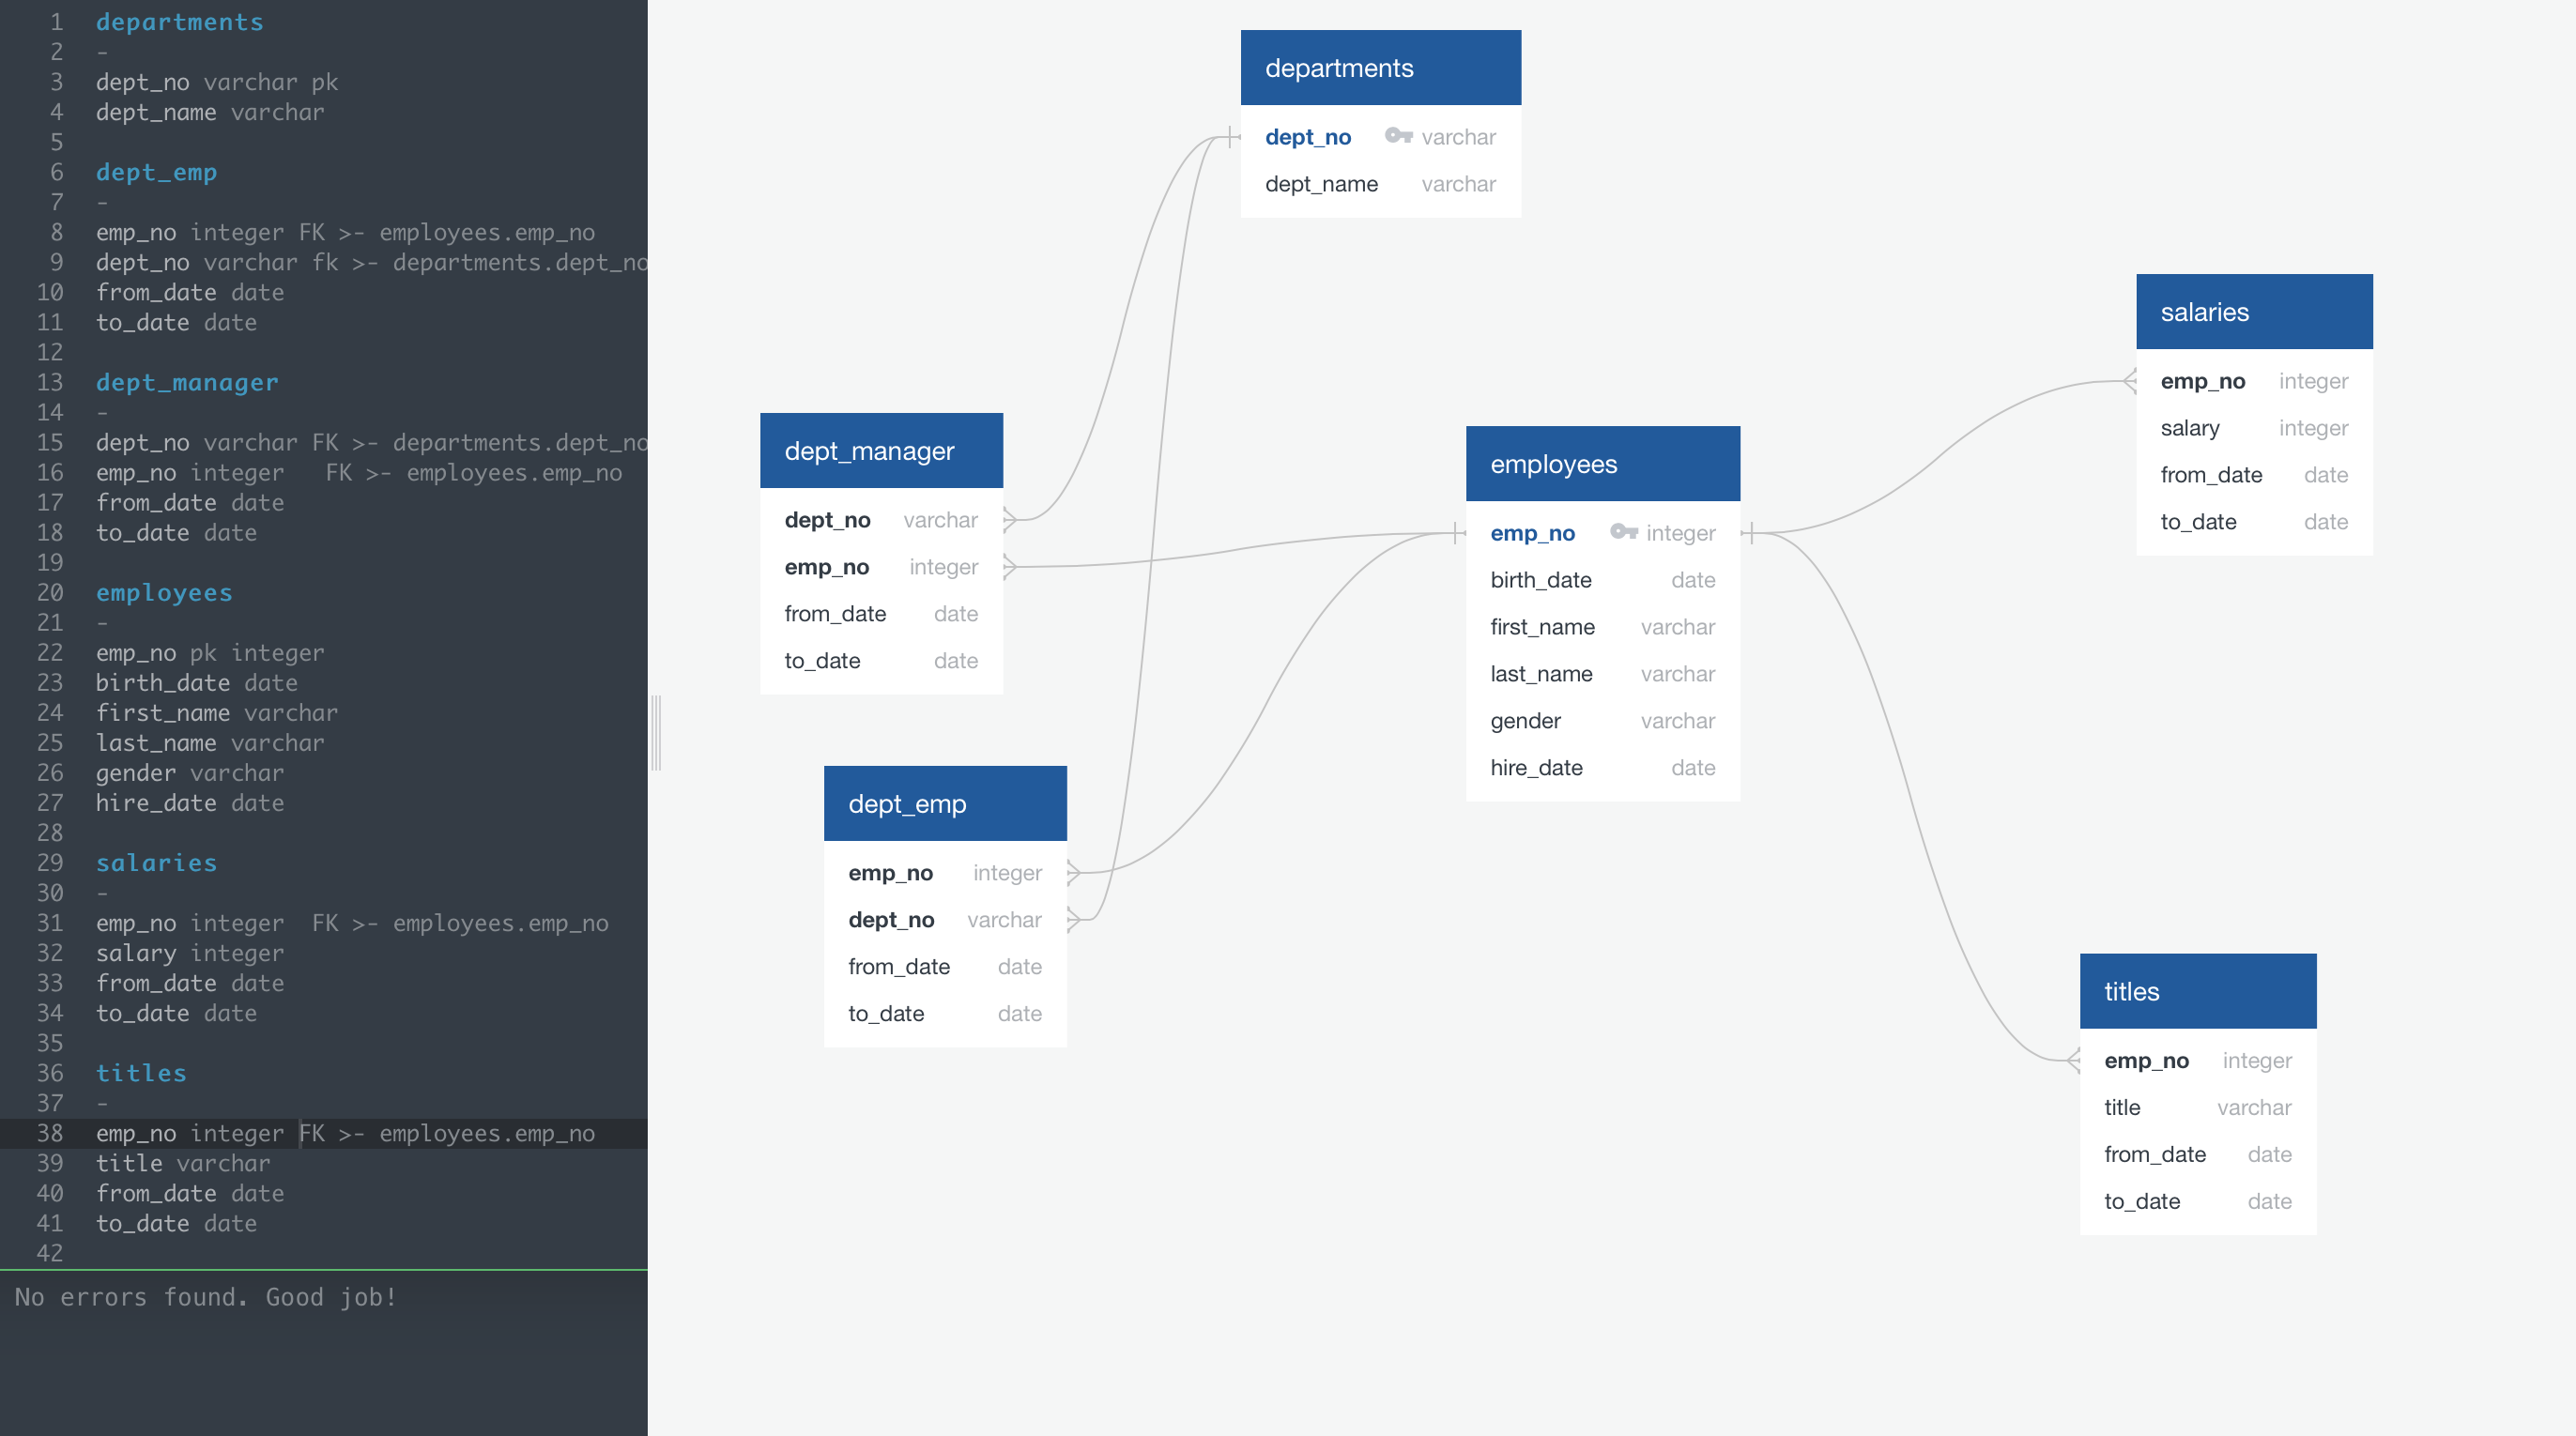 1 departments
2 -
3 dept_no varchar pk
4 dept_name varchar
5
6 dept_emp
7 -
8 emp_no integer FK >- employees.emp_no
9 dept_no varchar fk >- departments.dept_no
10 from_date date
11 to_date date
12
13 dept_manager
14 -
15 dept_no varchar FK >- departments.dept_no
16 emp_no integer   FK >- employees.emp_no
17 from_date date
18 to_date date
19
20 employees
21 -
22 emp_no pk integer
23 birth_date date
24 first_name varchar
25 last_name varchar
26 gender varchar
27 hire_date date
28
29 salaries
30 -
31 emp_no integer  FK >- employees.emp_no
32 salary integer
33 from_date date
34 to_date date
35
36 titles
37 -
38 emp_no integer FK >- employees.emp_no
39 title varchar
40 from_date date
41 to_date date
42
No errors found. Good job!
departments
dept_no varchar
dept_name varchar
dept_manager
dept_no varchar
emp_no integer
from_date date
to_date date
dept_emp
emp_no integer
dept_no varchar
from_date date
to_date date
employees
emp_no integer
birth_date date
first_name varchar
last_name varchar
gender varchar
hire_date date
salaries
emp_no integer
salary integer
from_date date
to_date date
titles
emp_no integer
title varchar
from_date date
to_date date